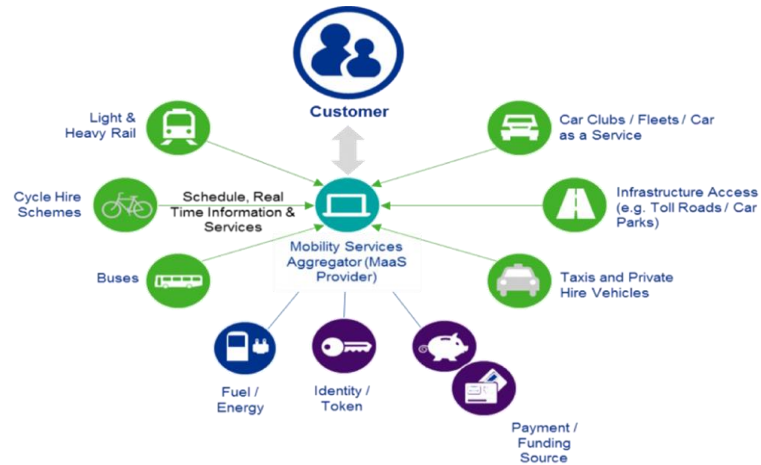 Customer
Light &
Heavy Rail
Car Clubs / Fleets / Car
as a Service
Cycle Hire
Schemes
Schedule, Real
Time Information &
Services
Infrastructure Access
(e.g. Toll Roads / Car
Parks)
Mobility Services
Aggregator (MaaS
Provider)
Buses
Taxis and Private
Hire Vehicles
Fuel /
Energy
Identity /
Token
Payment /
Funding
Source